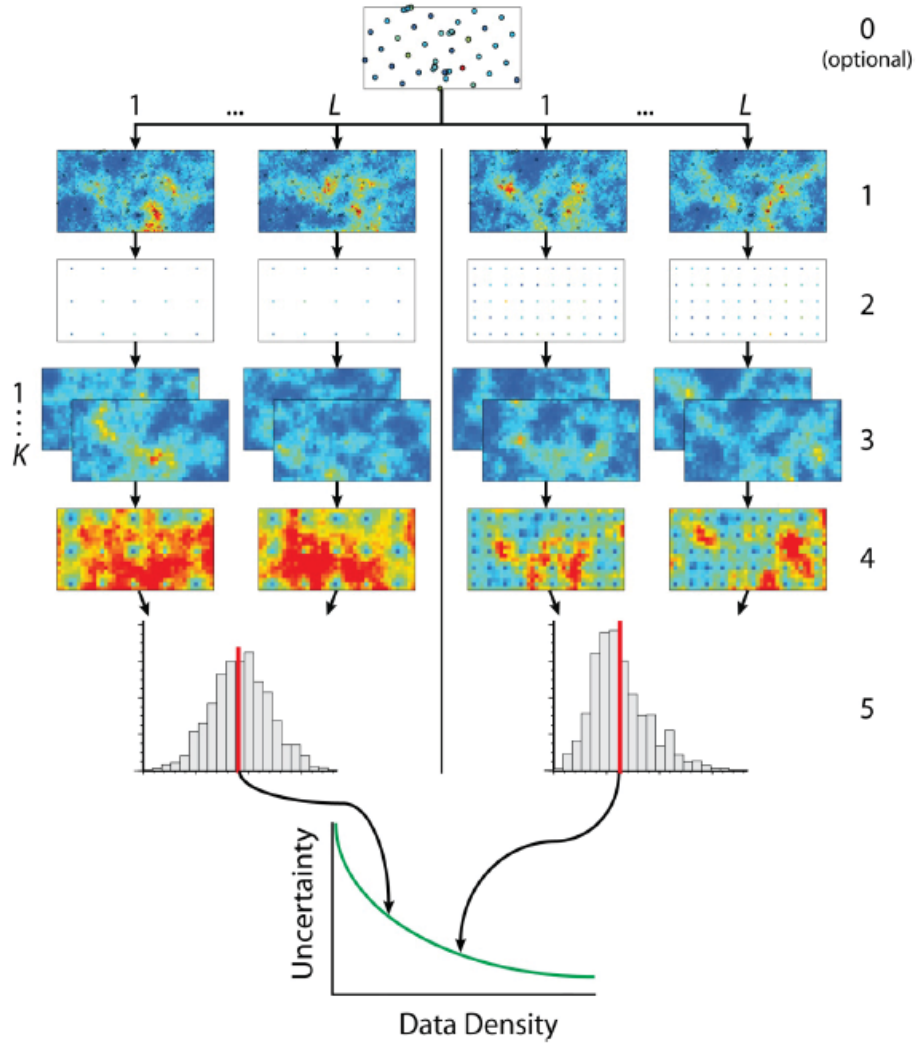 0
(optional)
1 ... L 1 ... L
1
2
1
K
3
4
5
Uncertainty
Data Density